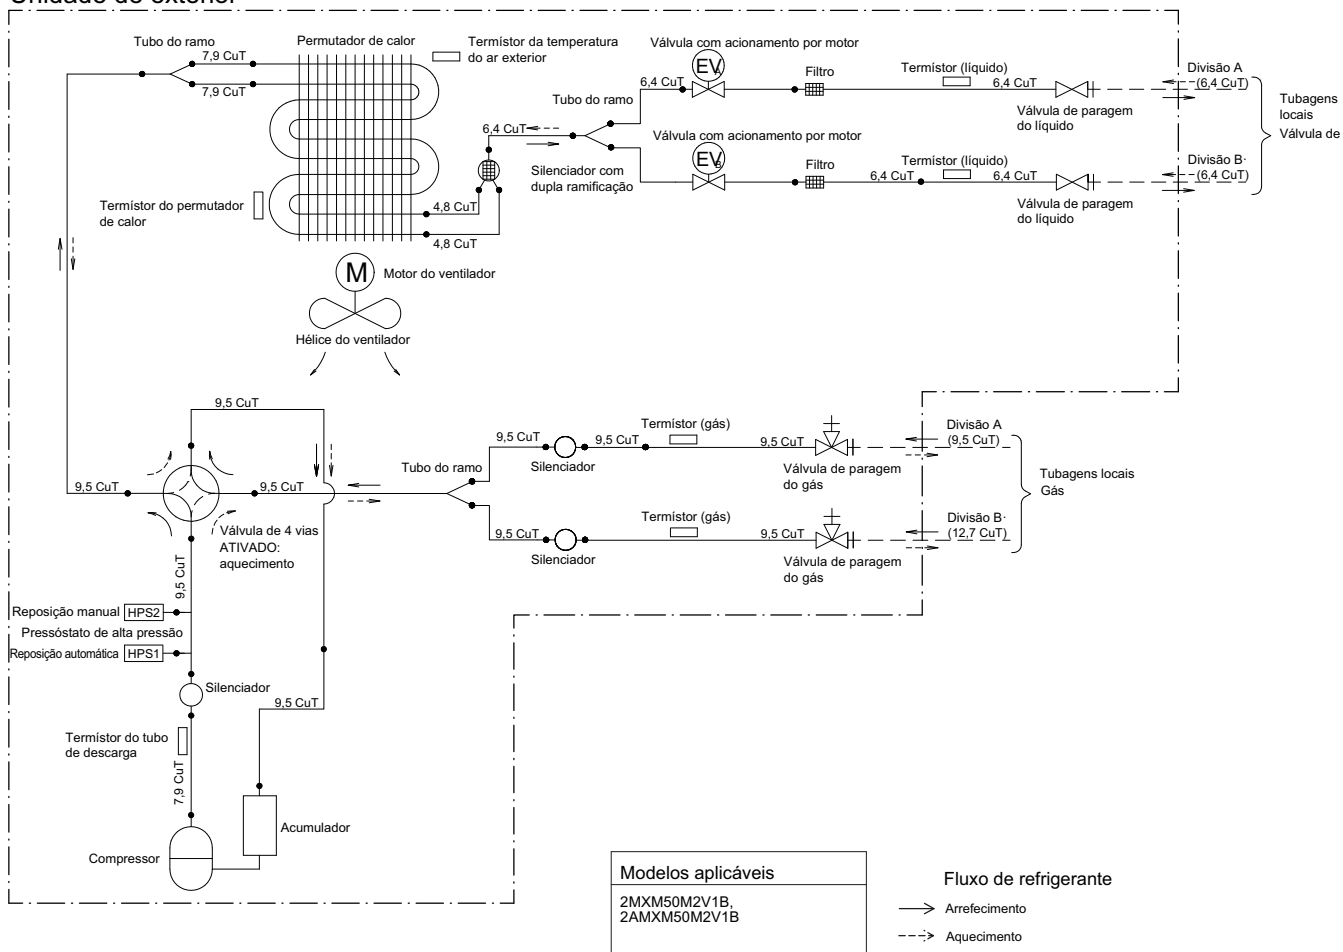 Unidade de exterior
Tubo do ramo
7,9 CuT
7,9 CuT
Permutador de calor
Termístor da temperatura
do ar exterior
Válvula com acionamento por motor
EVA
6,4 CuT
Filtro
Termístor (líquido)
6,4 CuT
Válvula de paragem
do líquido
Divisão A
(6,4 CuT)
Tubagens
locais
Válvula de
Tubo do ramo
6,4 CuT
Silenciador com
dupla ramificação
Válvula com acionamento por motor
EVB
Filtro
6,4 CuT
Termístor (líquido)
6,4 CuT
Válvula de paragem
do líquido
Divisão B·
(6,4 CuT)
Termístor do permutador
de calor
4,8 CuT
4,8 CuT
M
Motor do ventilador
Hélice do ventilador
9,5 CuT
9,5 CuT
9,5 CuT
Válvula de 4 vias
ATIVADO:
aquecimento
Tubo do ramo
9,5 CuT
Silenciador
9,5 CuT
Termístor (gás)
9,5 CuT
Válvula de paragem
do gás
Divisão A
(9,5 CuT)
Tubagens locais
Gás
9,5 CuT
Silenciador
Termístor (gás)
9,5 CuT
Válvula de paragem
do gás
Divisão B·
(12,7 CuT)
9,5 CuT
Reposição manual
HPS2
Pressóstato de alta pressão
Reposição automática
HPS1
Silenciador
9,5 CuT
Termístor do tubo
de descarga
7,9 CuT
Acumulador
Compressor
Modelos aplicáveis
2MXM50M2V1B,
2AMXM50M2V1B
Fluxo de refrigerante
Arrefecimento
Aquecimento